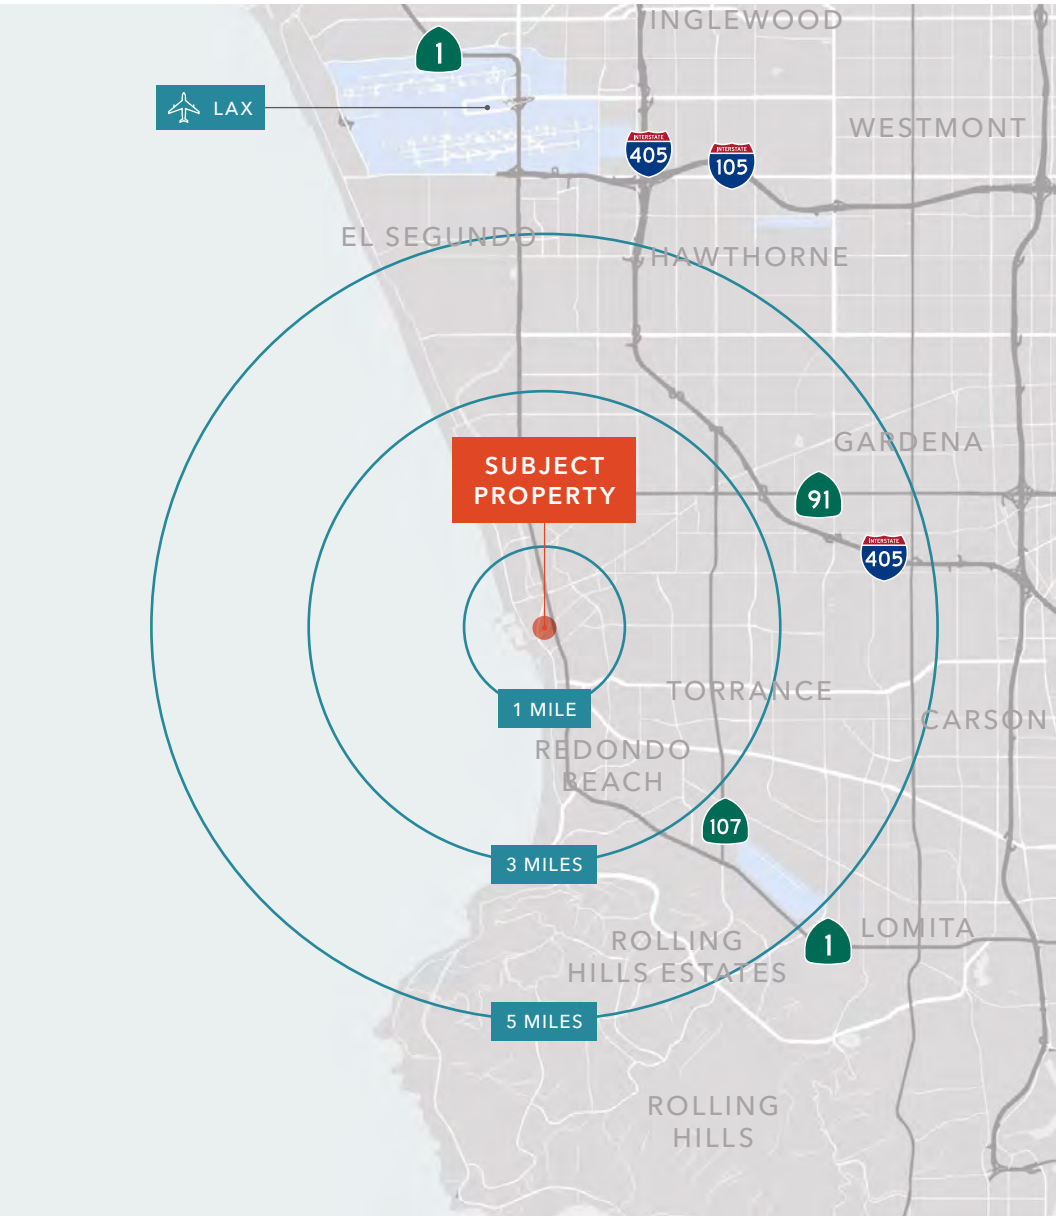 INGLEWOOD
1
LAX
WESTMONT
INTERSTATE
405
INTERSTATE
105
EL SEGUNDO
HAWTHORNE
GARDENA
SUBJECT
PROPERTY
91
INTERSTATE
405
TORRANCE
1 MILE
CARSON
REDONDO
BEACH
107
3 MILES
LOMITA
1
ROLLING
HILLS ESTATES
5 MILES
ROLLING
HILLS